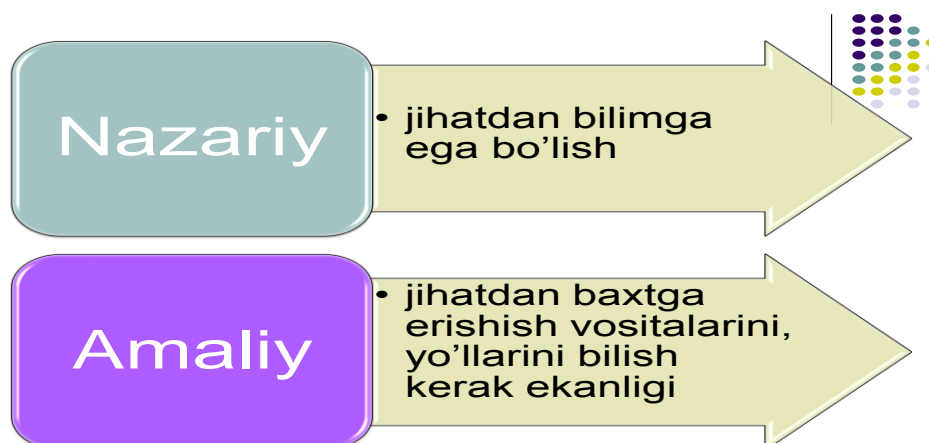 Nazariy
• jihatdan bilimga
ega bo’lish
Amaliy
• jihatdan baxtga
erishish vositalarini,
yo’llarini bilish
kerak ekanligi